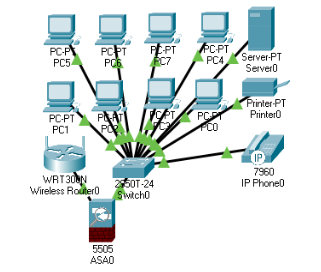 PC-PT
PC5
PC-PT
PC6
PC-PT
PC7
PC-PT
PC4
Server-PT
Server0
PC-PT
PC1
PC-PT
PC2
PC-PT
PC3
PC-PT
PC0
Printer-PT
Printer0
WRT300N
Wireless Router0
2950T-24
Switch0
IP
7960
IP Phone0
5505
ASA0